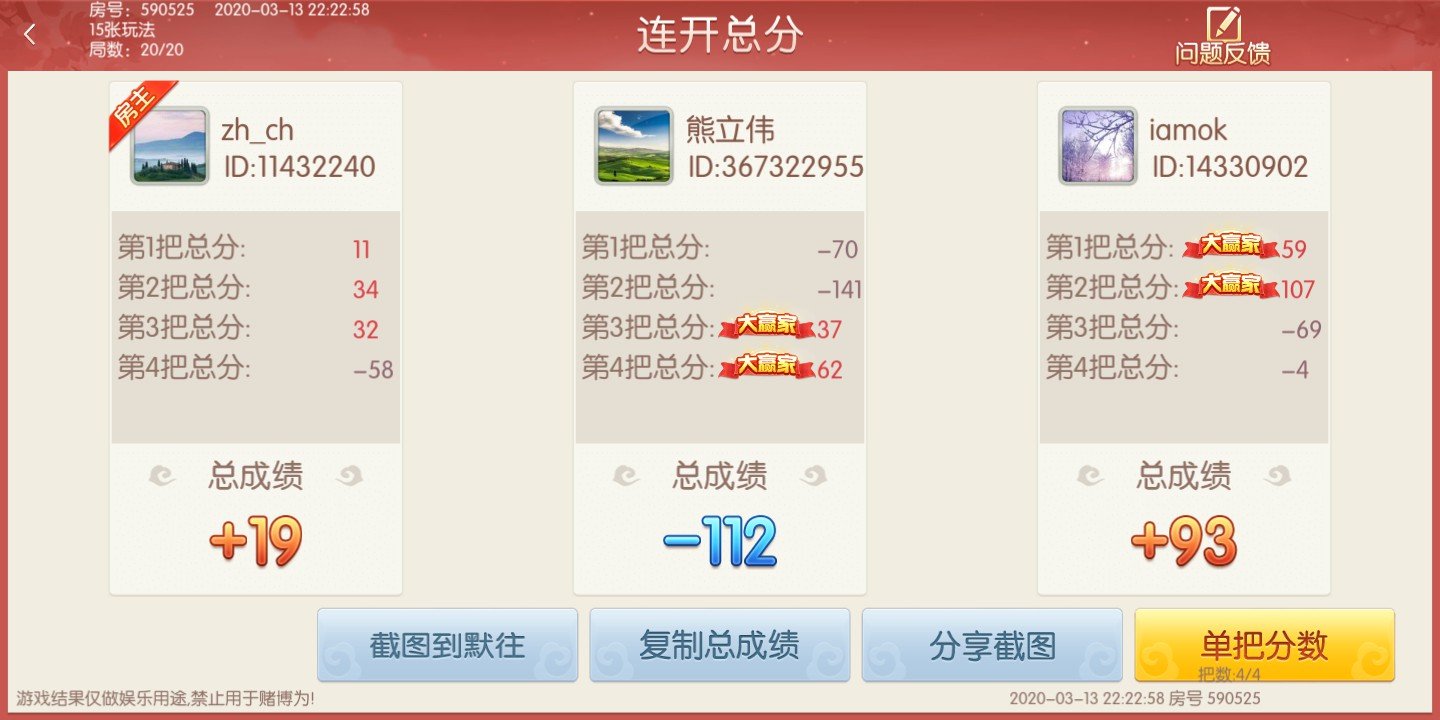 房号：590525 2020-03-13 22:22:58
15张玩法
局数：20/20
连开总分
问题反馈
房主
zh_ch
ID:11432240
第1把总分: 11
第2把总分: 34
第3把总分: 32
第4把总分: -58
总成绩
+19
熊立伟
ID:367322955
第1把总分: -70
第2把总分: -141
第3把总分: 大赢家 37
第4把总分: 大赢家 62
总成绩
-112
iamok
ID:14330902
第1把总分: 大赢家 59
第2把总分: 大赢家 107
第3把总分: -69
第4把总分: -4
总成绩
+93
截图到默往
复制总成绩
分享截图
单把分数
把数:4/4
游戏结果仅做娱乐用途,禁止用于赌博为!
2020-03-13 22:22:58 房号 590525